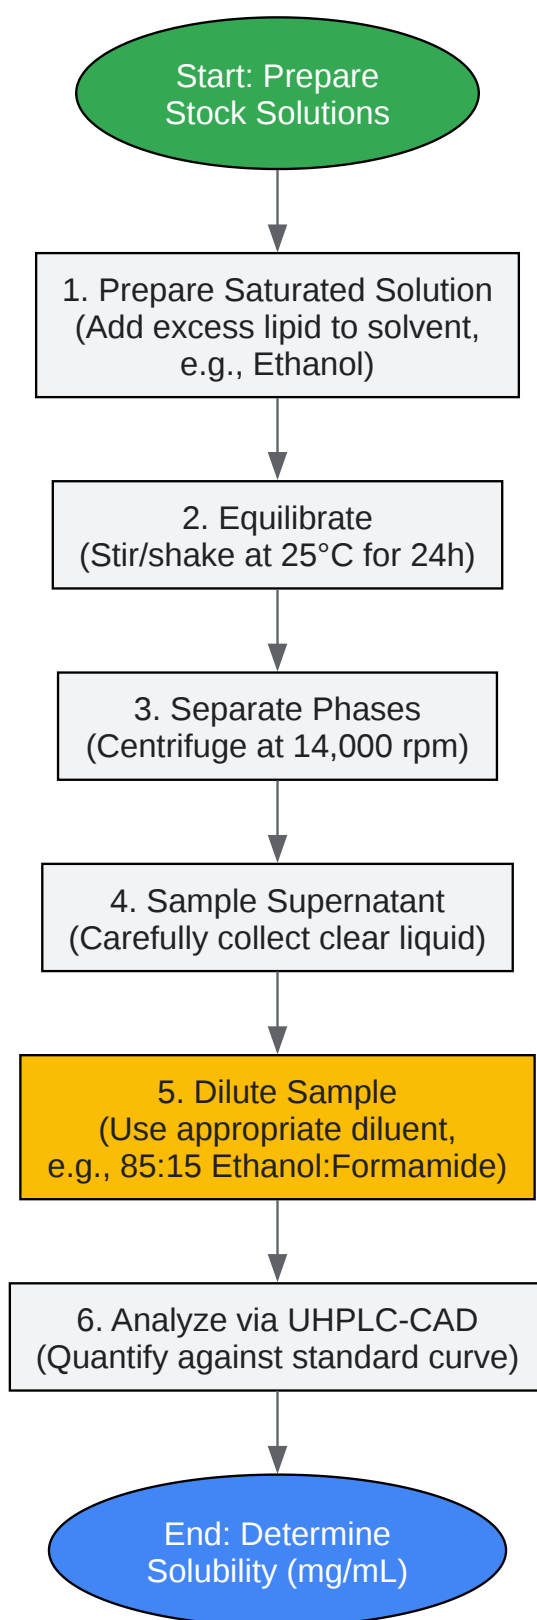 Start: Prepare
Stock Solutions
1. Prepare Saturated Solution
(Add excess lipid to solvent,
e.g., Ethanol)
2. Equilibrate
(Stir/shake at 25°C for 24h)
3. Separate Phases
(Centrifuge at 14,000 rpm)
4. Sample Supernatant
(Carefully collect clear liquid)
5. Dilute Sample
(Use appropriate diluent,
e.g., 85:15 Ethanol:Formamide)
6. Analyze via UHPLC-CAD
(Quantify against standard curve)
End: Determine
Solubility (mg/mL)